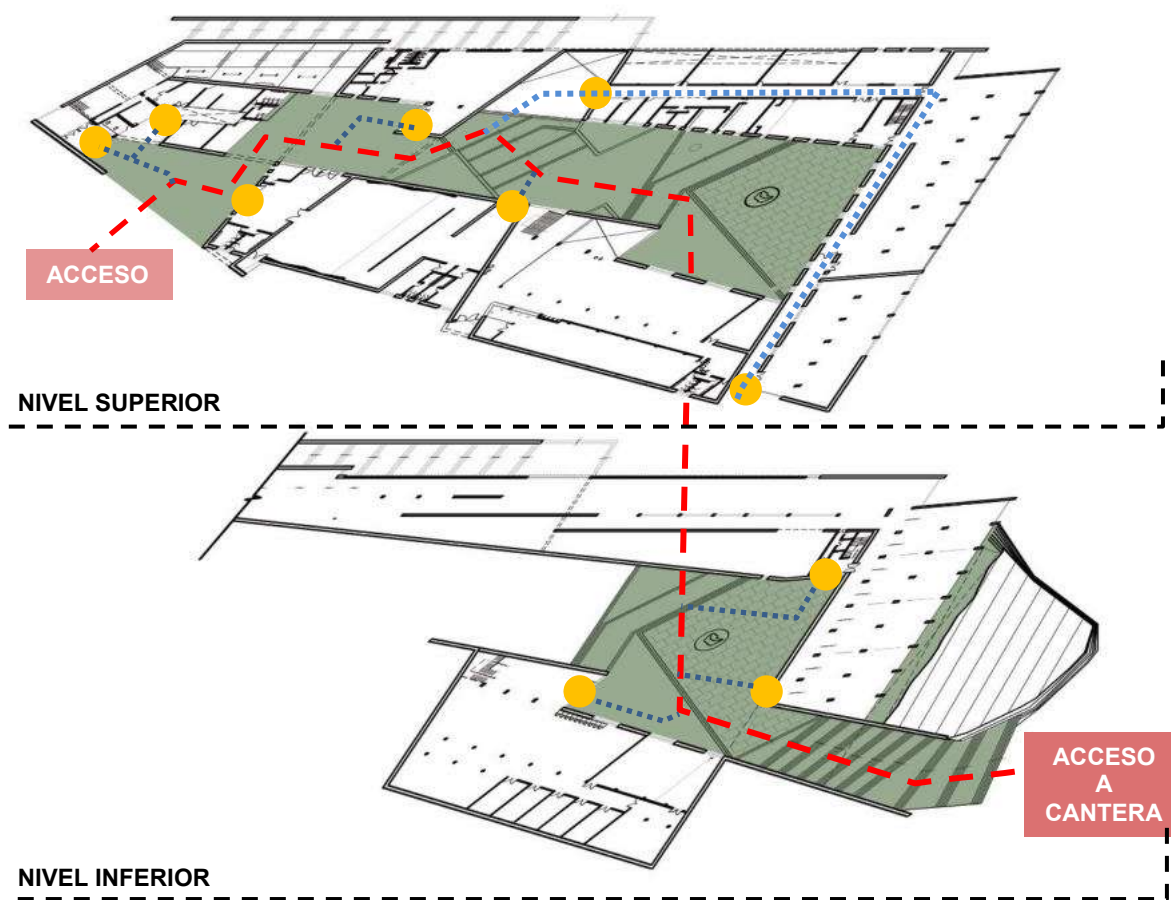 ACCESO
NIVEL SUPERIOR
ACCESO
A
CANTERA
NIVEL INFERIOR